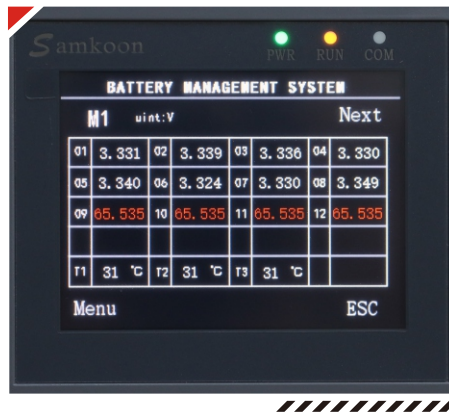 Samkoon
PWR RUN COM
BATTERY MANAGEMENT SYSTEM
M1 uint:V Next
01 3.331 02 3.339 03 3.336 04 3.330
05 3.340 06 3.324 07 3.330 08 3.349
09 65.535 10 65.535 11 65.535 12 65.535
T1 31 ℃ T2 31 ℃ T3 31 ℃
Menu ESC